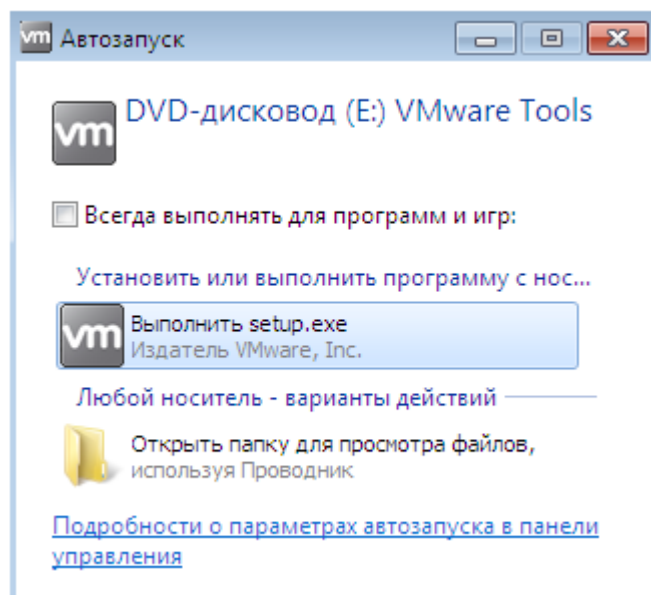 vm Автозапуск
vm DVD-дисковод (E:) VMware Tools
Всегда выполнять для программ и игр:
Установить или выполнить программу с нос...
vm Выполнить setup.exe
Издатель VMware, Inc.
Любой носитель - варианты действий
Открыть папку для просмотра файлов,
используя Проводник
Подробности о параметрах автозапуска в панели
управления